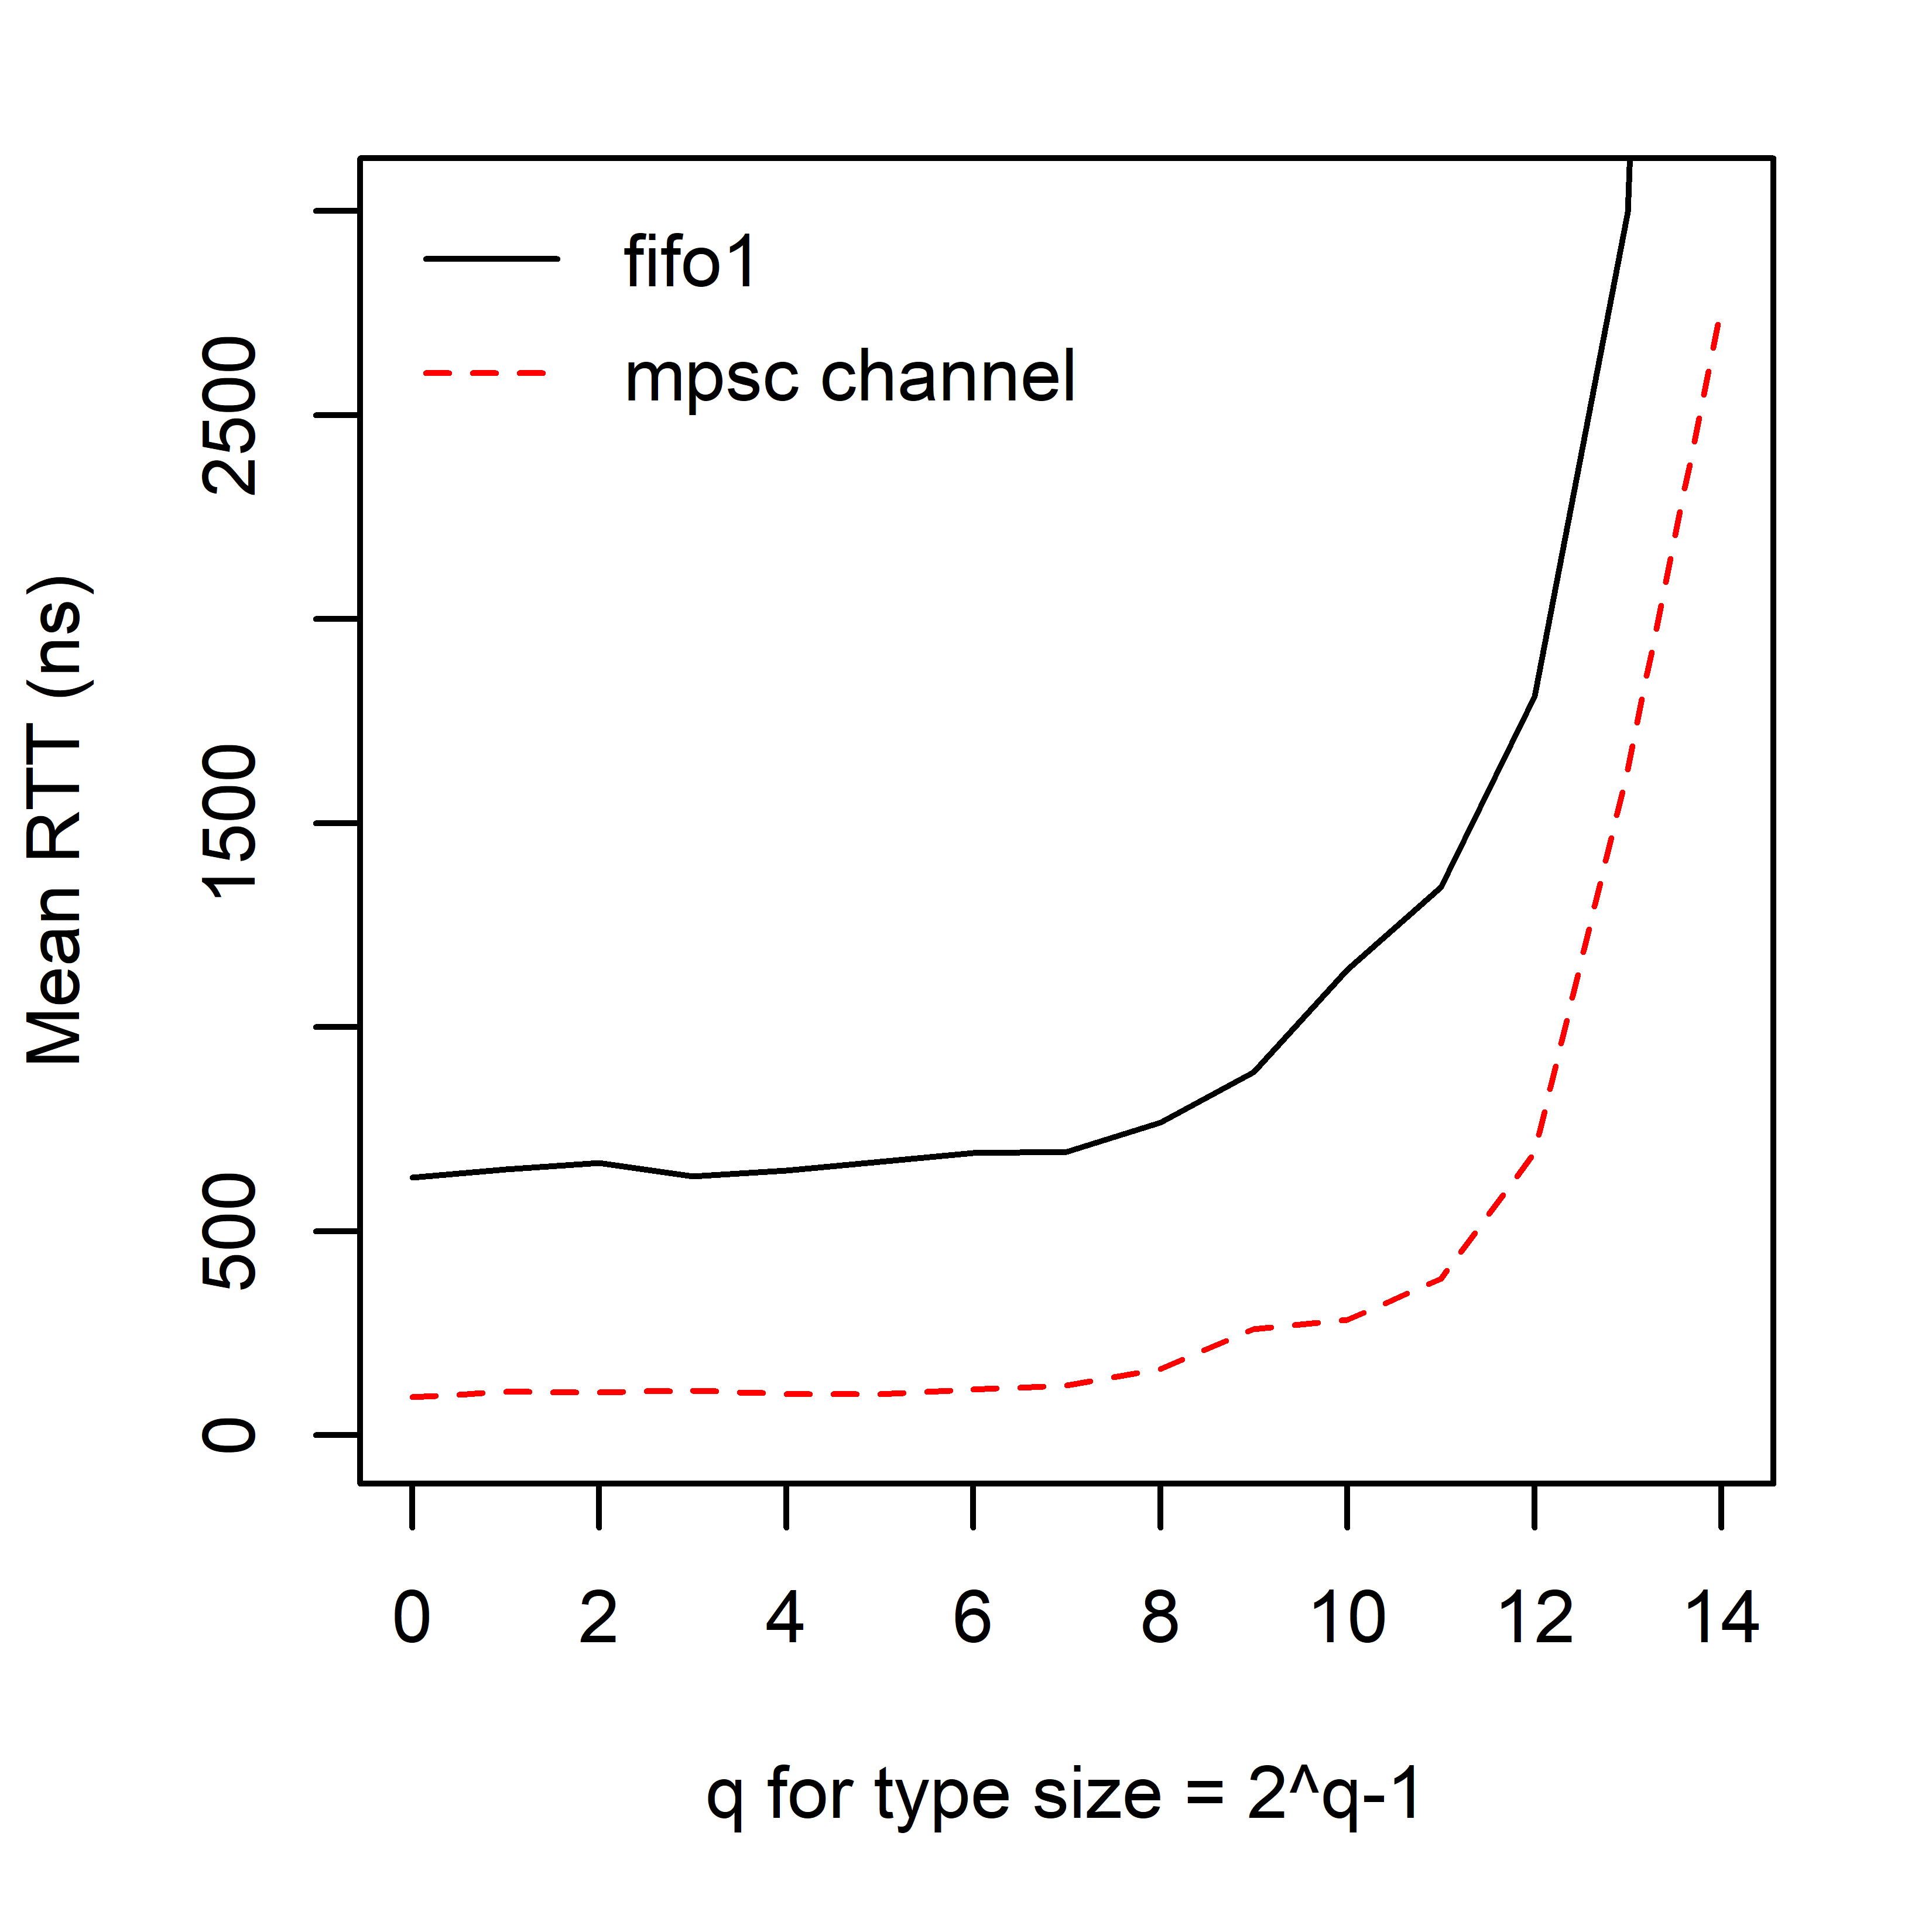 fifo1
mpsc channel
Mean RTT (ns)
2500
1500
500
0
0 2 4 6 8 10 12 14
q for type size = 2^q-1